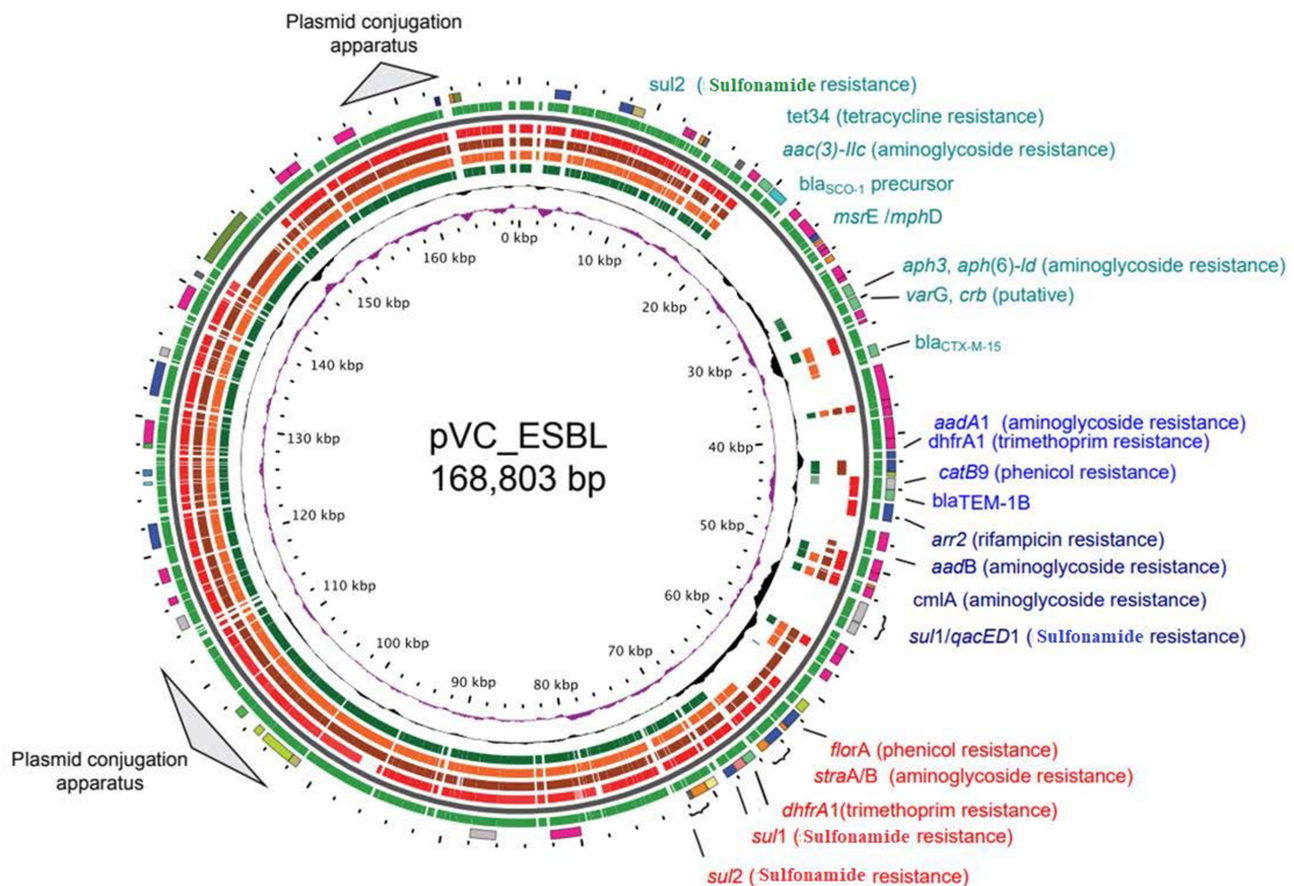 Plasmid conjugation
apparatus
sul2 (Sulfonamide resistance)
tet34 (tetracycline resistance)
aac(3)-IIc (aminoglycoside resistance)
blaSCO-1 precursor
msrE /mphD
aph3, aph(6)-Id (aminoglycoside resistance)
varG, crb (putative)
blaCTX-M-15
aadA1 (aminoglycoside resistance)
dhfrA1 (trimethoprim resistance)
catB9 (phenicol resistance)
blaTEM-1B
arr2 (rifampicin resistance)
aadB (aminoglycoside resistance)
cmlA (aminoglycoside resistance)
sul1/qacED1 (Sulfonamide resistance)
florA (phenicol resistance)
straA/B (aminoglycoside resistance)
dhfrA1(trimethoprim resistance)
sul1 (Sulfonamide resistance)
sul2 (Sulfonamide resistance)
Plasmid conjugation
apparatus
pVC_ESBL
168,803 bp
0 kbp
10 kbp
20 kbp
30 kbp
40 kbp
50 kbp
60 kbp
70 kbp
80 kbp
90 kbp
100 kbp
110 kbp
120 kbp
130 kbp
140 kbp
150 kbp
160 kbp